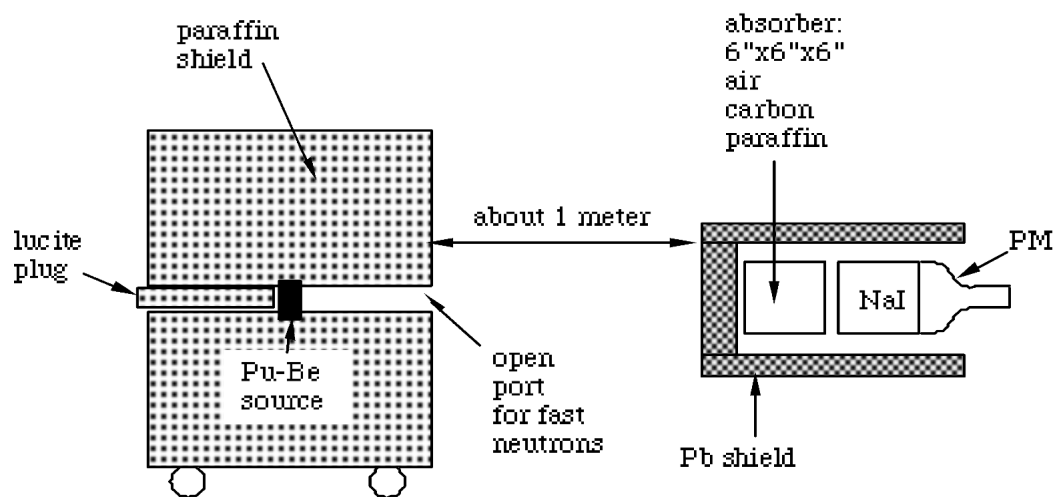 paraffin
shield
absorber:
6"x6"x6"
air
carbon
paraffin
about 1 meter
lucite
plug
PM
NaI
Pu-Be
source
open
port
for fast
neutrons
Pb shield